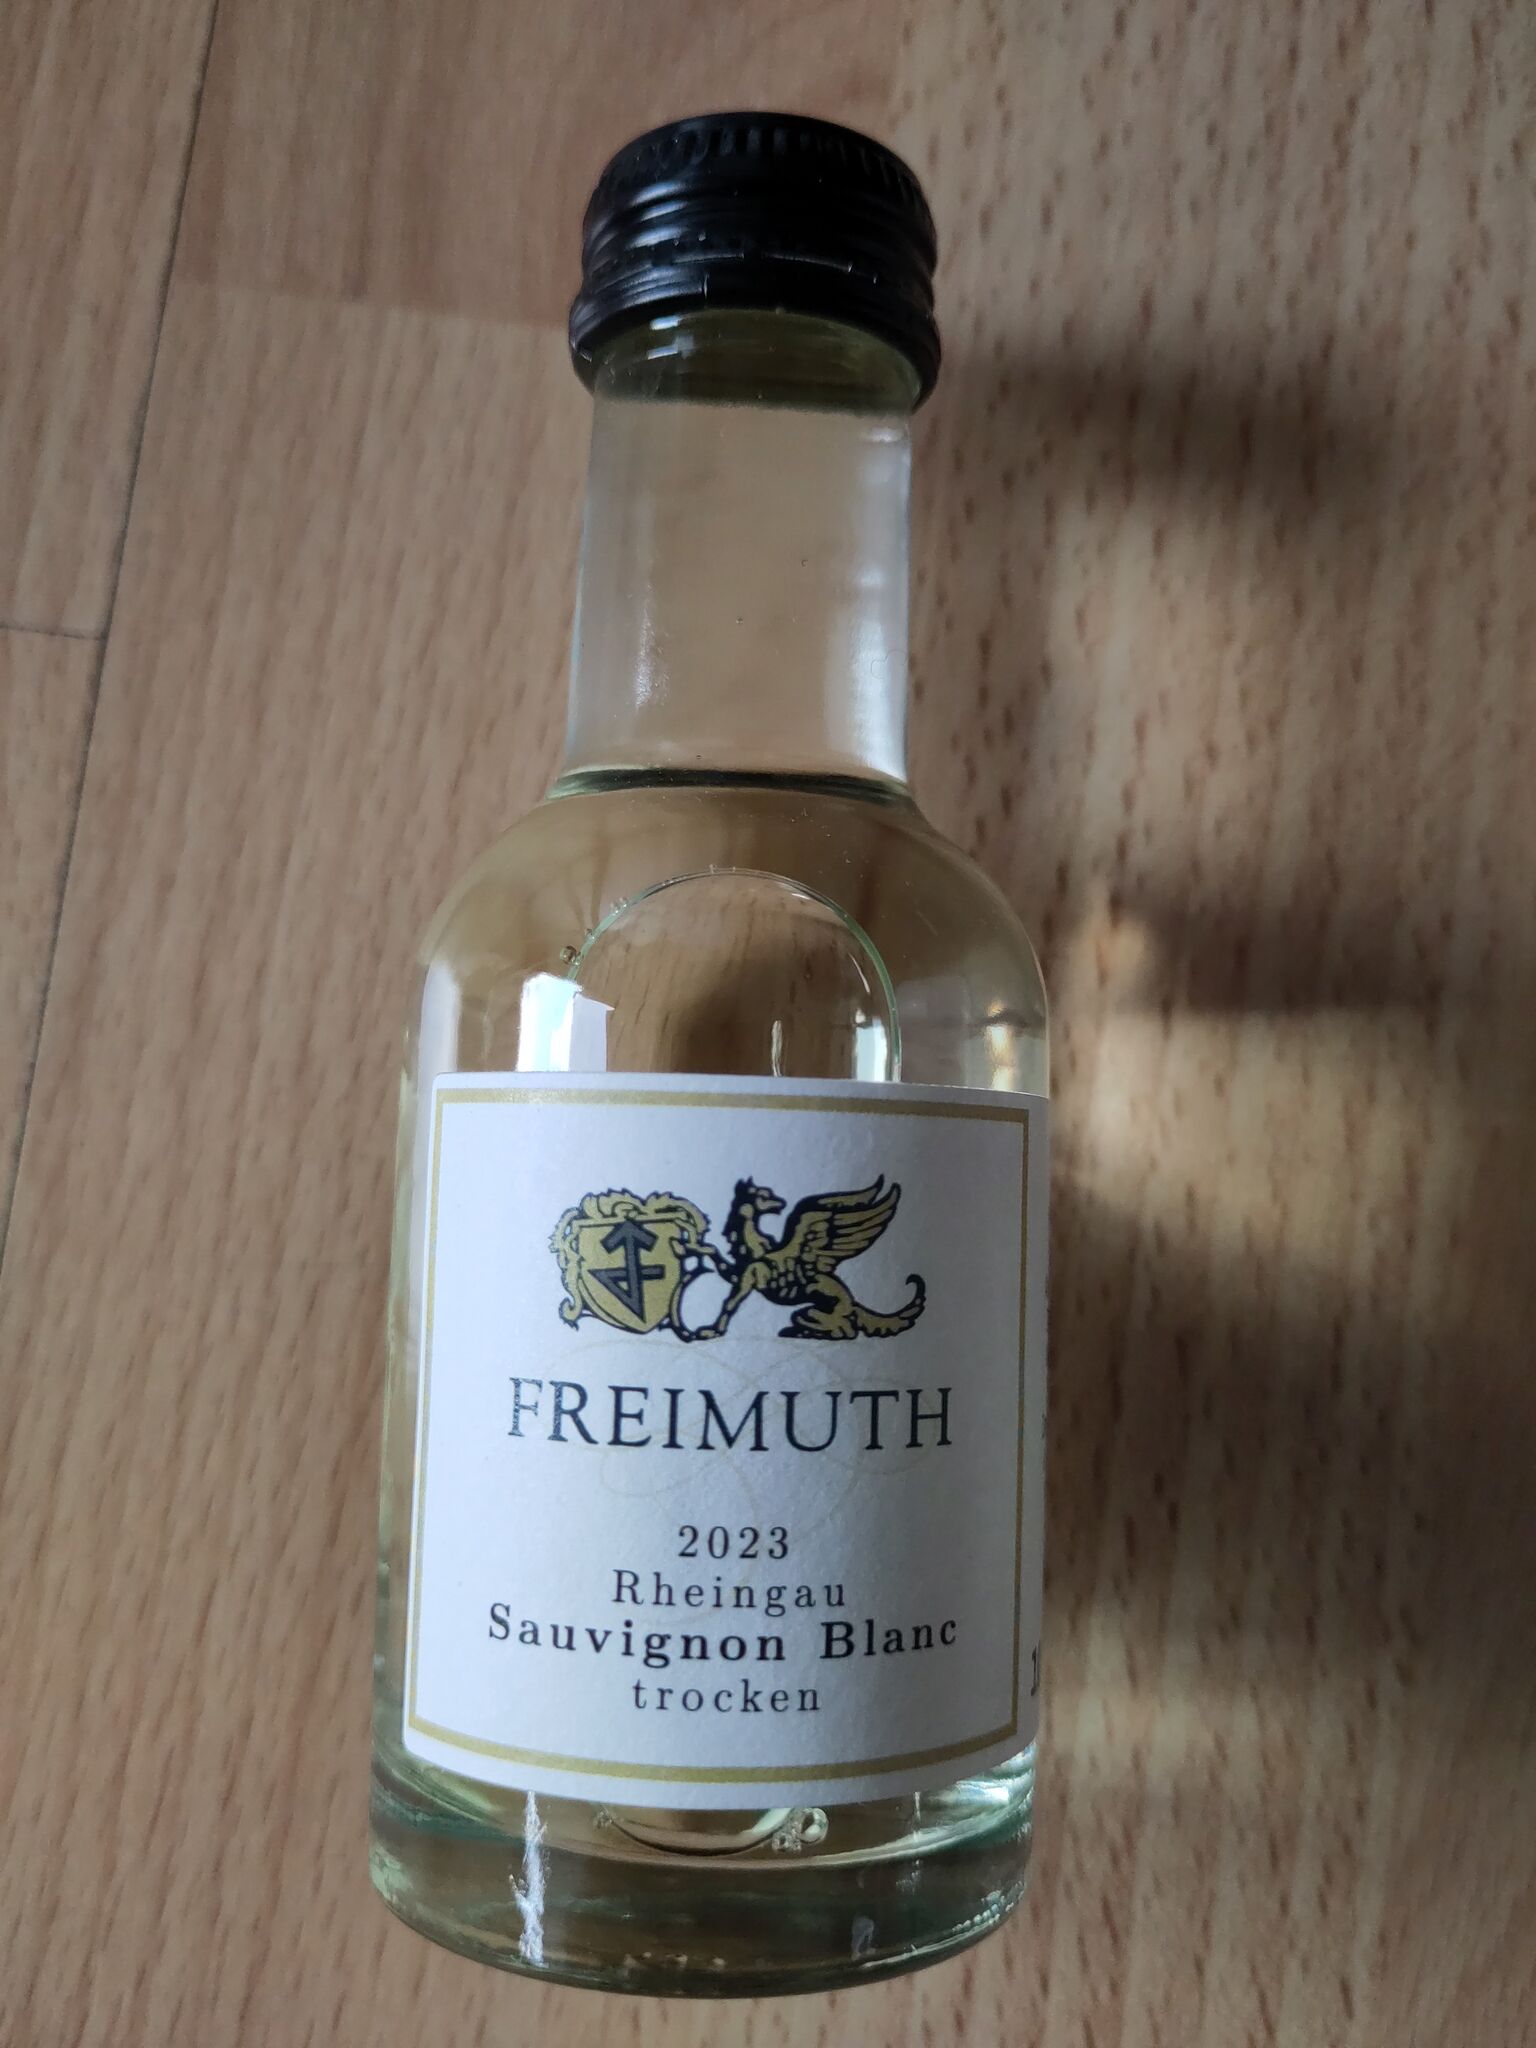 FREIMUTH
2023
Rheingau
Sauvignon Blanc
trocken